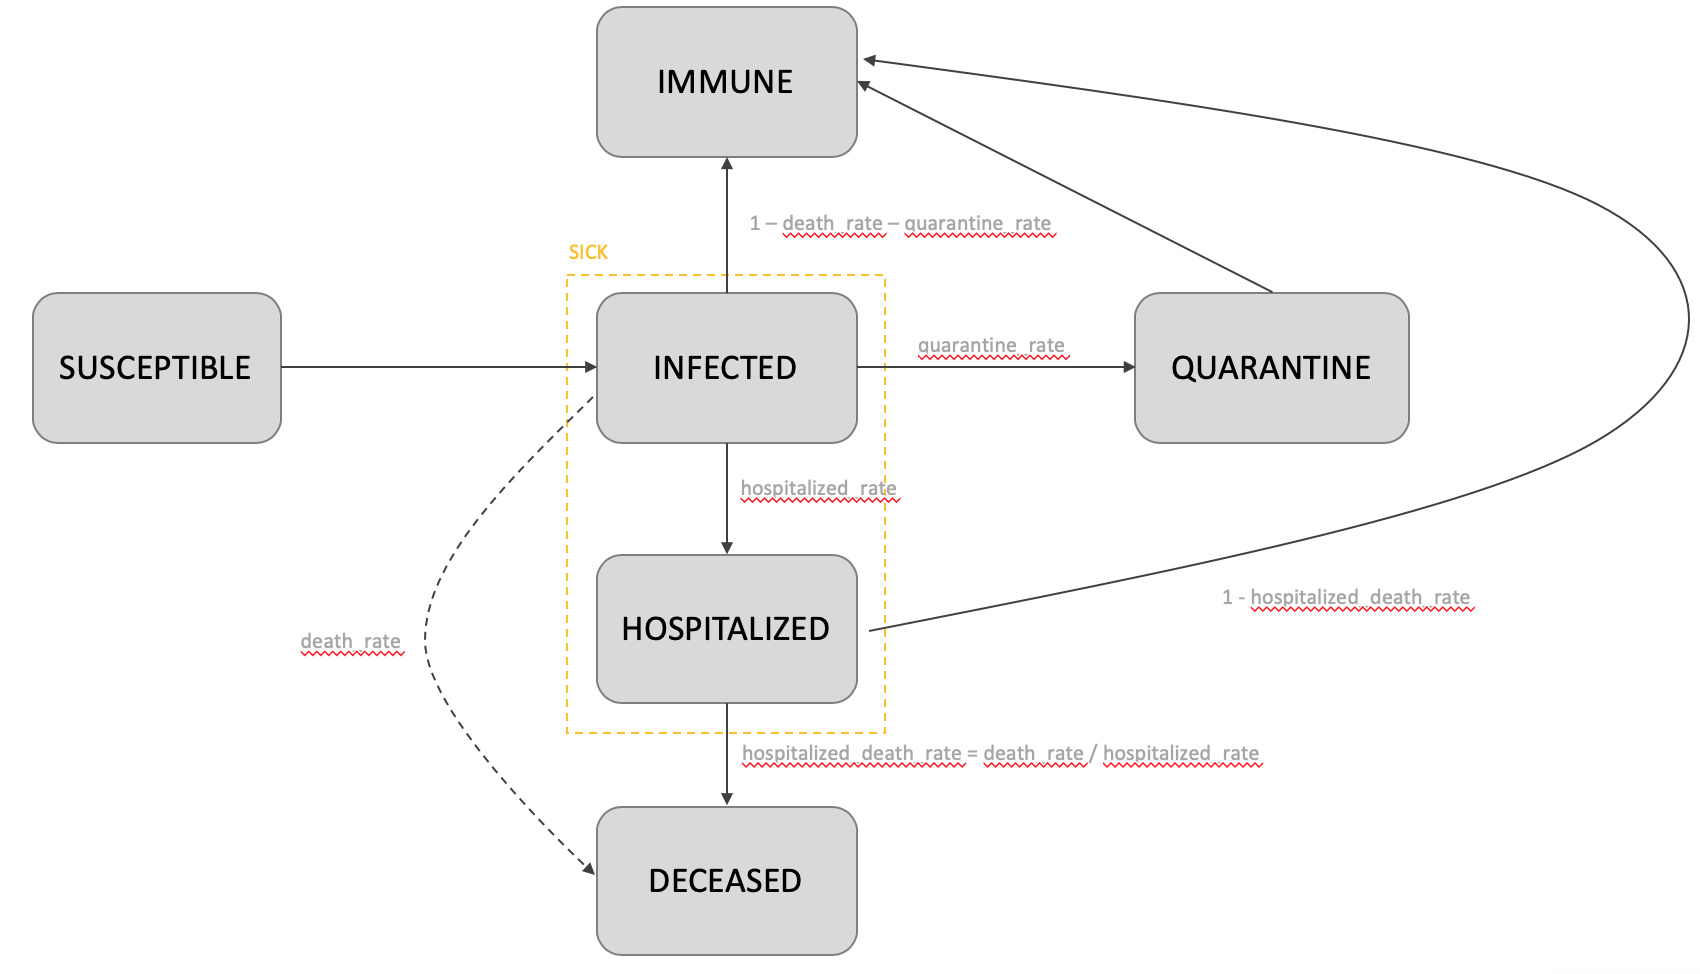 IMMUNE
1 – death_rate – quarantine_rate
SICK
SUSCEPTIBLE
INFECTED
quarantine_rate
QUARANTINE
hospitalized_rate
HOSPITALIZED
1 - hospitalized_death_rate
death_rate
hospitalized_death_rate = death_rate / hospitalized_rate
DECEASED